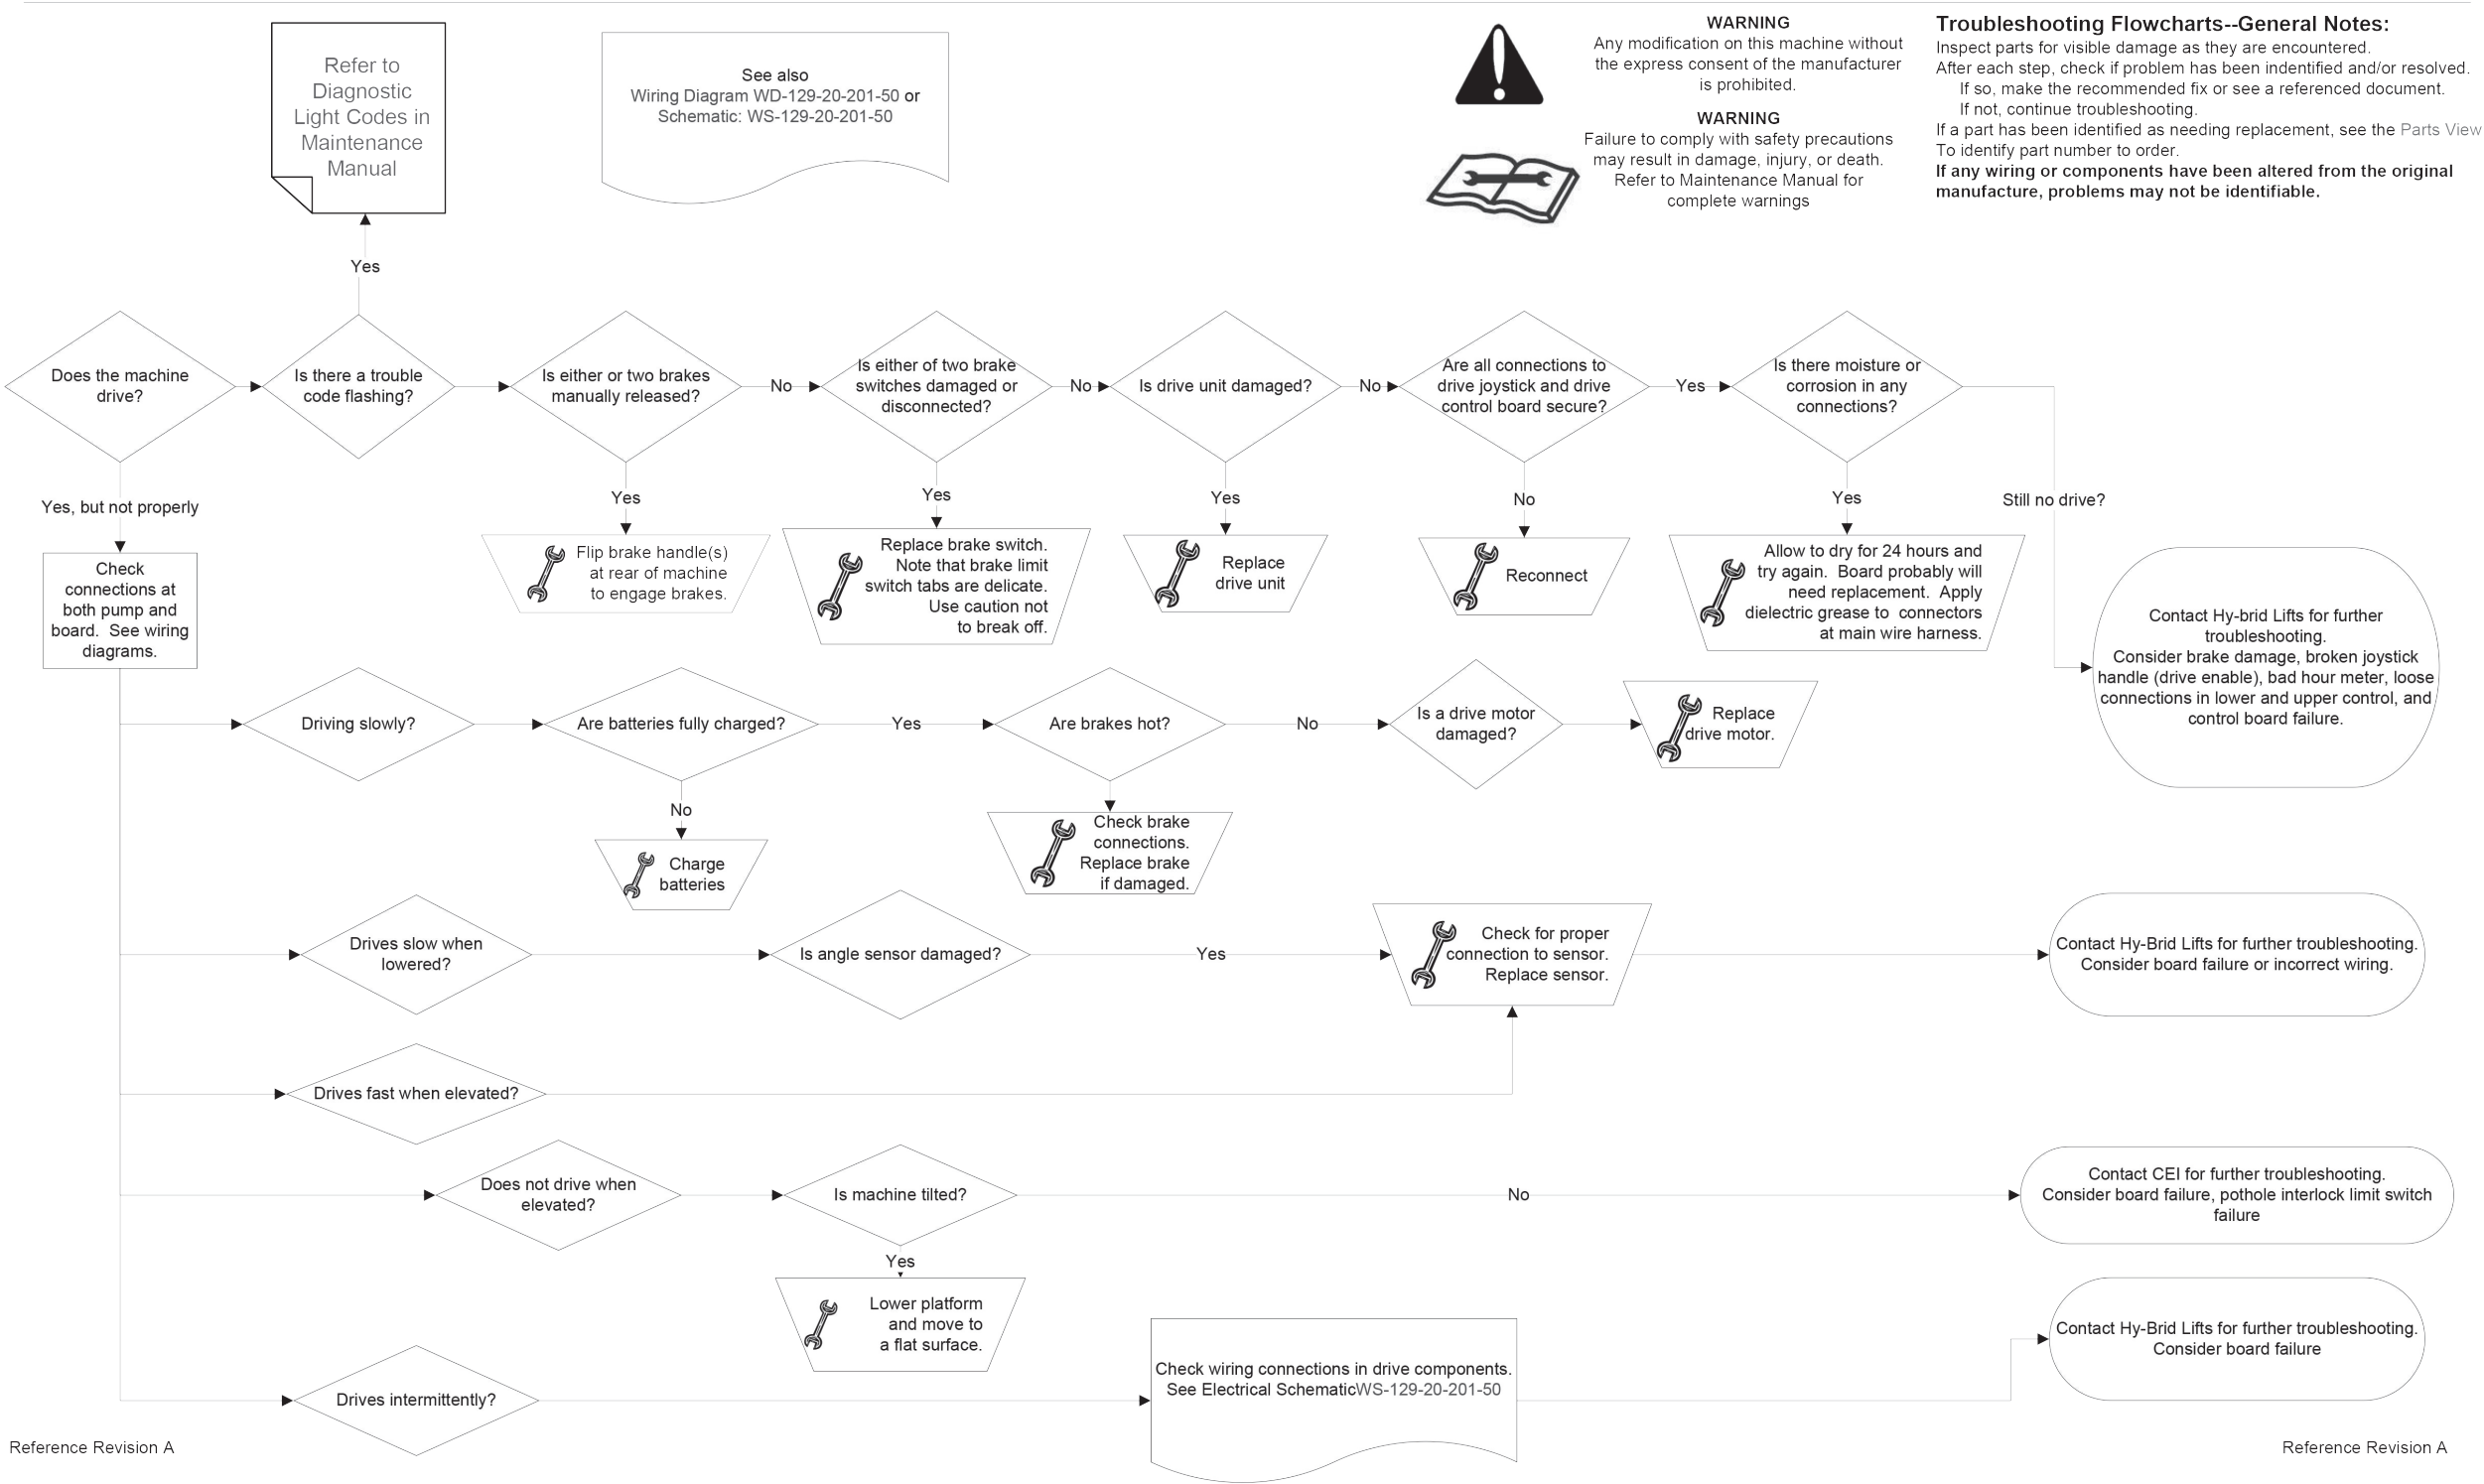 Refer to
Diagnostic
Light Codes in
Maintenance
Manual
See also
Wiring Diagram WD-129-20-201-50 or
Schematic: WS-129-20-201-50
WARNING
Any modification on this machine without
the express consent of the manufacturer
is prohibited.
WARNING
Failure to comply with safety precautions
may result in damage, injury, or death.
Refer to Maintenance Manual for
complete warnings
Troubleshooting Flowcharts--General Notes:
Inspect parts for visible damage as they are encountered.
After each step, check if problem has been indentified and/or resolved.
If so, make the recommended fix or see a referenced document.
If not, continue troubleshooting.
If a part has been identified as needing replacement, see the Parts View
To identify part number to order.
If any wiring or components have been altered from the original
manufacture, problems may not be identifiable.
Yes
Does the machine
drive?
Is there a trouble
code flashing?
Is either or two brakes
manually released?
No
Is either of two brake
switches damaged or
disconnected?
No
Is drive unit damaged?
No
Are all connections to
drive joystick and drive
control board secure?
Yes
Is there moisture or
corrosion in any
connections?
Yes, but not properly
Yes
Yes
Yes
No
Yes
Still no drive?
Check
connections at
both pump and
board. See wiring
diagrams.
Flip brake handle(s)
at rear of machine
to engage brakes.
Replace brake switch.
Note that brake limit
switch tabs are delicate.
Use caution not
to break off.
Replace
drive unit
Reconnect
Allow to dry for 24 hours and
try again. Board probably will
need replacement. Apply
dielectric grease to connectors
at main wire harness.
Contact Hy-brid Lifts for further
troubleshooting.
Consider brake damage, broken joystick
handle (drive enable), bad hour meter, loose
connections in lower and upper control, and
control board failure.
Driving slowly?
Are batteries fully charged?
Yes
Are brakes hot?
No
Is a drive motor
damaged?
Replace
drive motor.
No
Charge
batteries
Check brake
connections.
Replace brake
if damaged.
Drives slow when
lowered?
Is angle sensor damaged?
Yes
Check for proper
connection to sensor.
Replace sensor.
Contact Hy-Brid Lifts for further troubleshooting.
Consider board failure or incorrect wiring.
Drives fast when elevated?
Does not drive when
elevated?
Is machine tilted?
No
Contact CEI for further troubleshooting.
Consider board failure, pothole interlock limit switch
failure
Yes
Lower platform
and move to
a flat surface.
Drives intermittently?
Check wiring connections in drive components.
See Electrical SchematicWS-129-20-201-50
Contact Hy-Brid Lifts for further troubleshooting.
Consider board failure
Reference Revision A
Reference Revision A